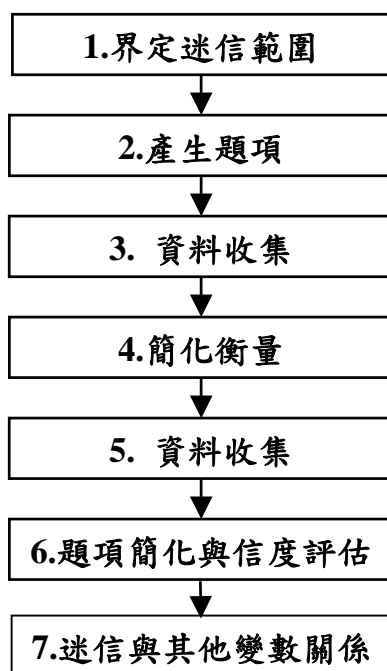 1.界定迷信範圍
2.產生題項
3. 資料收集
4.簡化衡量
5. 資料收集
6.題項簡化與信度評估
7.迷信與其他變數關係